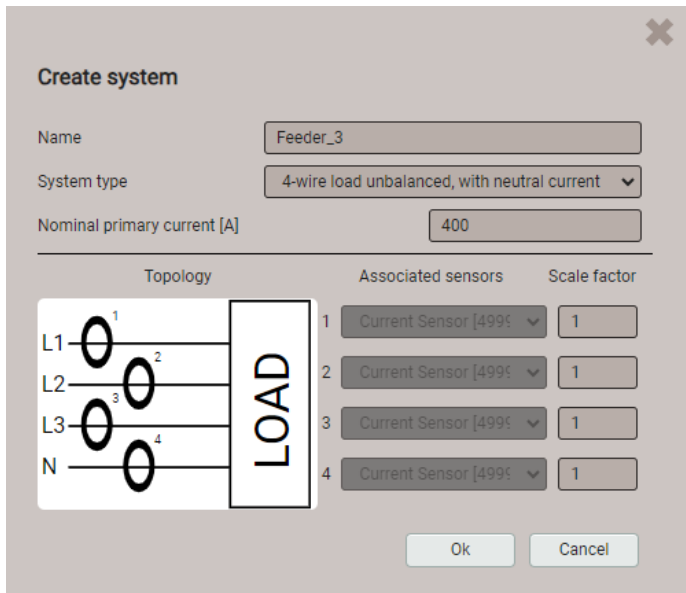 Create system
Name Feeder_3
System type 4-wire load unbalanced, with neutral current
Nominal primary current [A] 400
Topology Associated sensors Scale factor
1
L1
1 Current Sensor [4999 1
2
L2
2 Current Sensor [4999 1
3
L3
3 Current Sensor [4999 1
4
N
4 Current Sensor [4999 1
LOAD
Ok Cancel